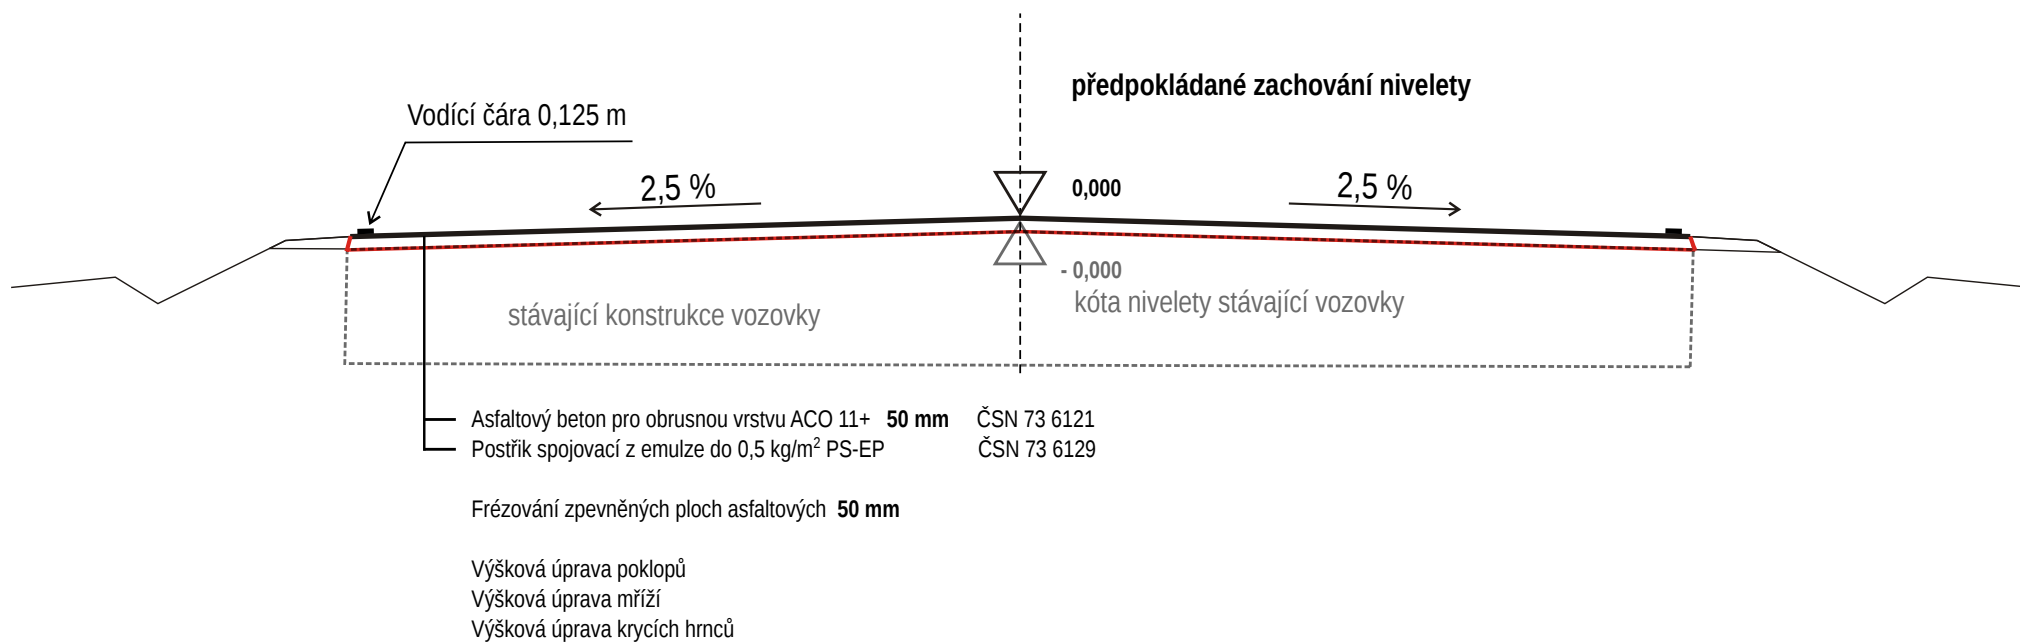 předpokládané zachování nivelety
Vodící čára 0,125 m
2,5 %
0,000
2,5 %
- 0,000
kóta nivelety stávající vozovky
stávající konstrukce vozovky
Asfaltový beton pro obrusnou vrstvu ACO 11+ 50 mm ČSN 73 6121
Postřik spojovací z emulze do 0,5 kg/m² PS-EP ČSN 73 6129
Frézování zpevněných ploch asfaltových 50 mm
Výšková úprava poklopů
Výšková úprava mříží
Výšková úprava krycích hrnců